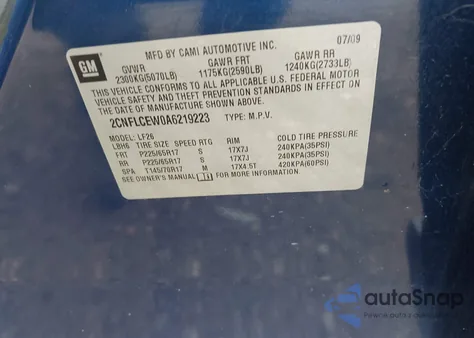 GM
MFD BY CAMI AUTOMOTIVE INC. 07/09
GVWR GAWR FRT GAWR RR
2300KG(5070LB) 1175KG(2590LB) 1240KG(2733LB)
THIS VEHICLE CONFORMS TO ALL APPLICABLE U.S. FEDERAL MOTOR
VEHICLE SAFETY AND BUMPER STANDARDS IN EFFECT ON
THE DATE OF MANUFACTURE SHOWN ABOVE.
2CNFLCEW0A6219223 TYPE: M.P.V.
MODEL: LF26
LBH6 TIRE SIZE SPEED RTG RIM COLD TIRE PRESSURE
FRT P225/65R17 S 17X7J 240KPA(35PSI)
RR P225/65R17 S 17X7J 240KPA(35PSI)
SPA T145/70R17 M 17X4.5T 420KPA(60PSI)
SEE OWNER'S MANUAL FOR MORE INFORMATION.
autoSnap